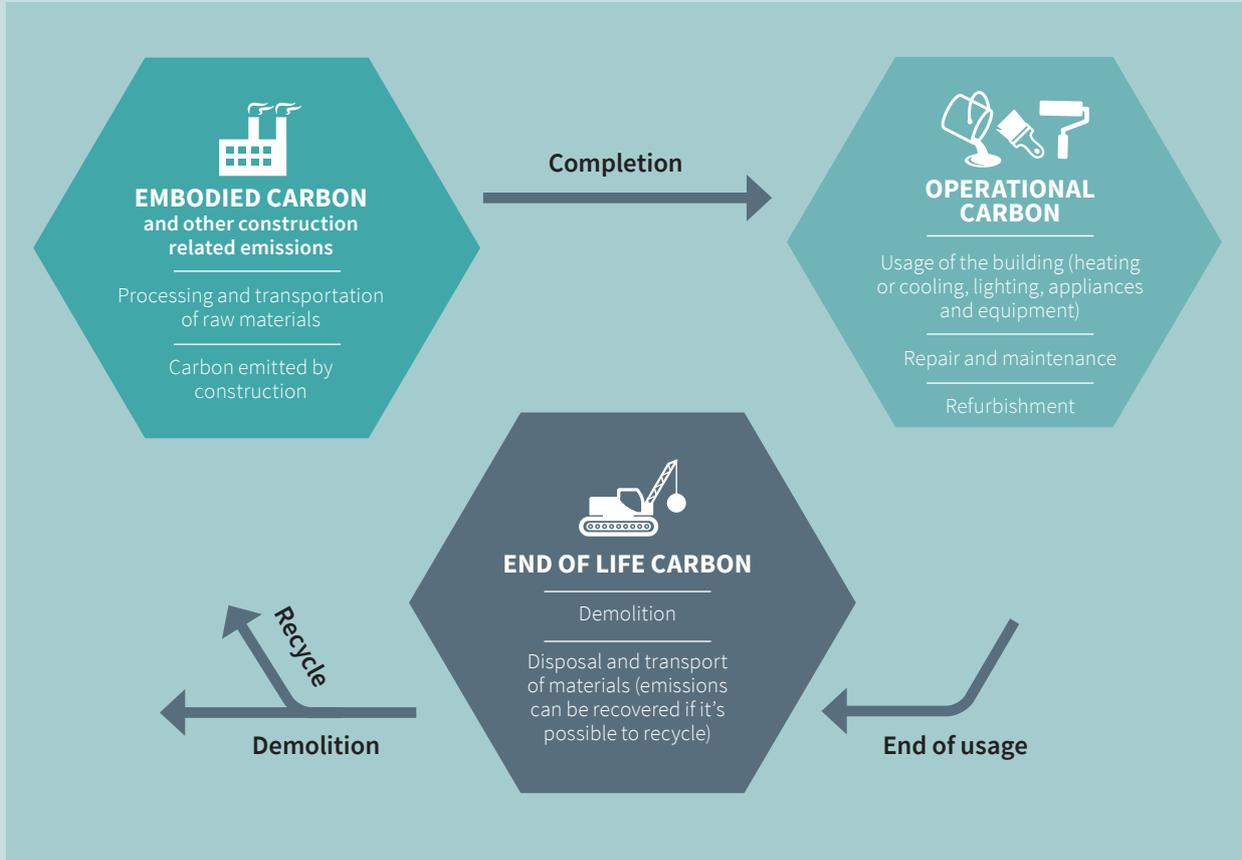 EMBODIED CARBON
and other construction
related emissions
Processing and transportation
of raw materials
Carbon emitted by
construction
Completion
OPERATIONAL
CARBON
Usage of the building (heating
or cooling, lighting, appliances
and equipment)
Repair and maintenance
Refurbishment
END OF LIFE CARBON
Demolition
Disposal and transport
of materials (emissions
can be recovered if it’s
possible to recycle)
End of usage
Recycle
Demolition